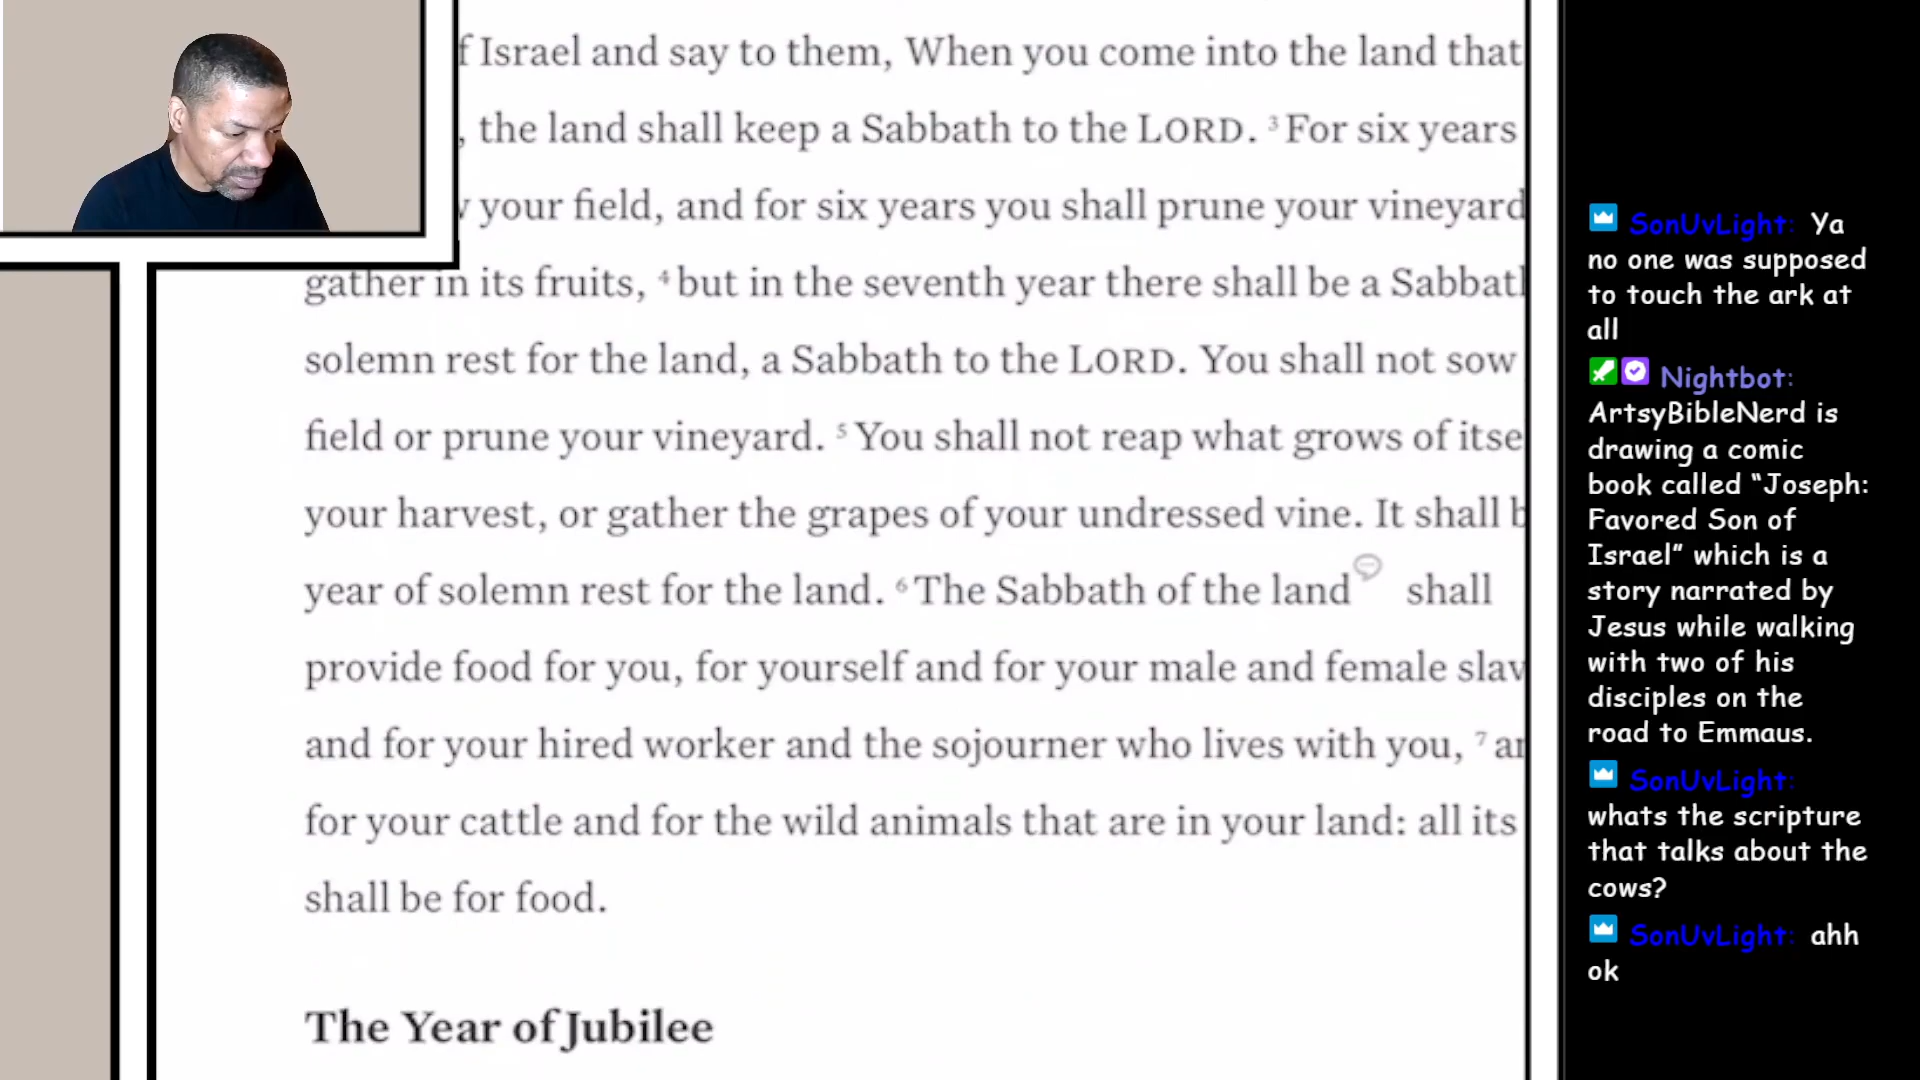 f Israel and say to them, When you come into the land that
, the land shall keep a Sabbath to the LORD. 3 For six years
your field, and for six years you shall prune your vineyard
gather in its fruits, 4 but in the seventh year there shall be a
solemn rest for the land, a Sabbath to the LORD. You shall not sow
field or prune your vineyard. 5 You shall not reap what grows of
your harvest, or gather the grapes of your undressed vine. It shall
year of solemn rest for the land. 6 The Sabbath of the land shall
provide food for you, for yourself and for your male and female
and for your hired worker and the sojourner who lives with you, 7
for your cattle and for the wild animals that are in your land: all its
shall be for food.
The Year of Jubilee
SonUvLight: Ya
no one was supposed
to touch the ark at
all
Nightbot:
ArtsyBibleNerd is
drawing a comic
book called “Joseph:
Favored Son of
Israel” which is a
story narrated by
Jesus while walking
with two of his
disciples on the
road to Emmaus.
SonUvLight:
whats the scripture
that talks about the
cows?
SonUvLight: ahh
ok